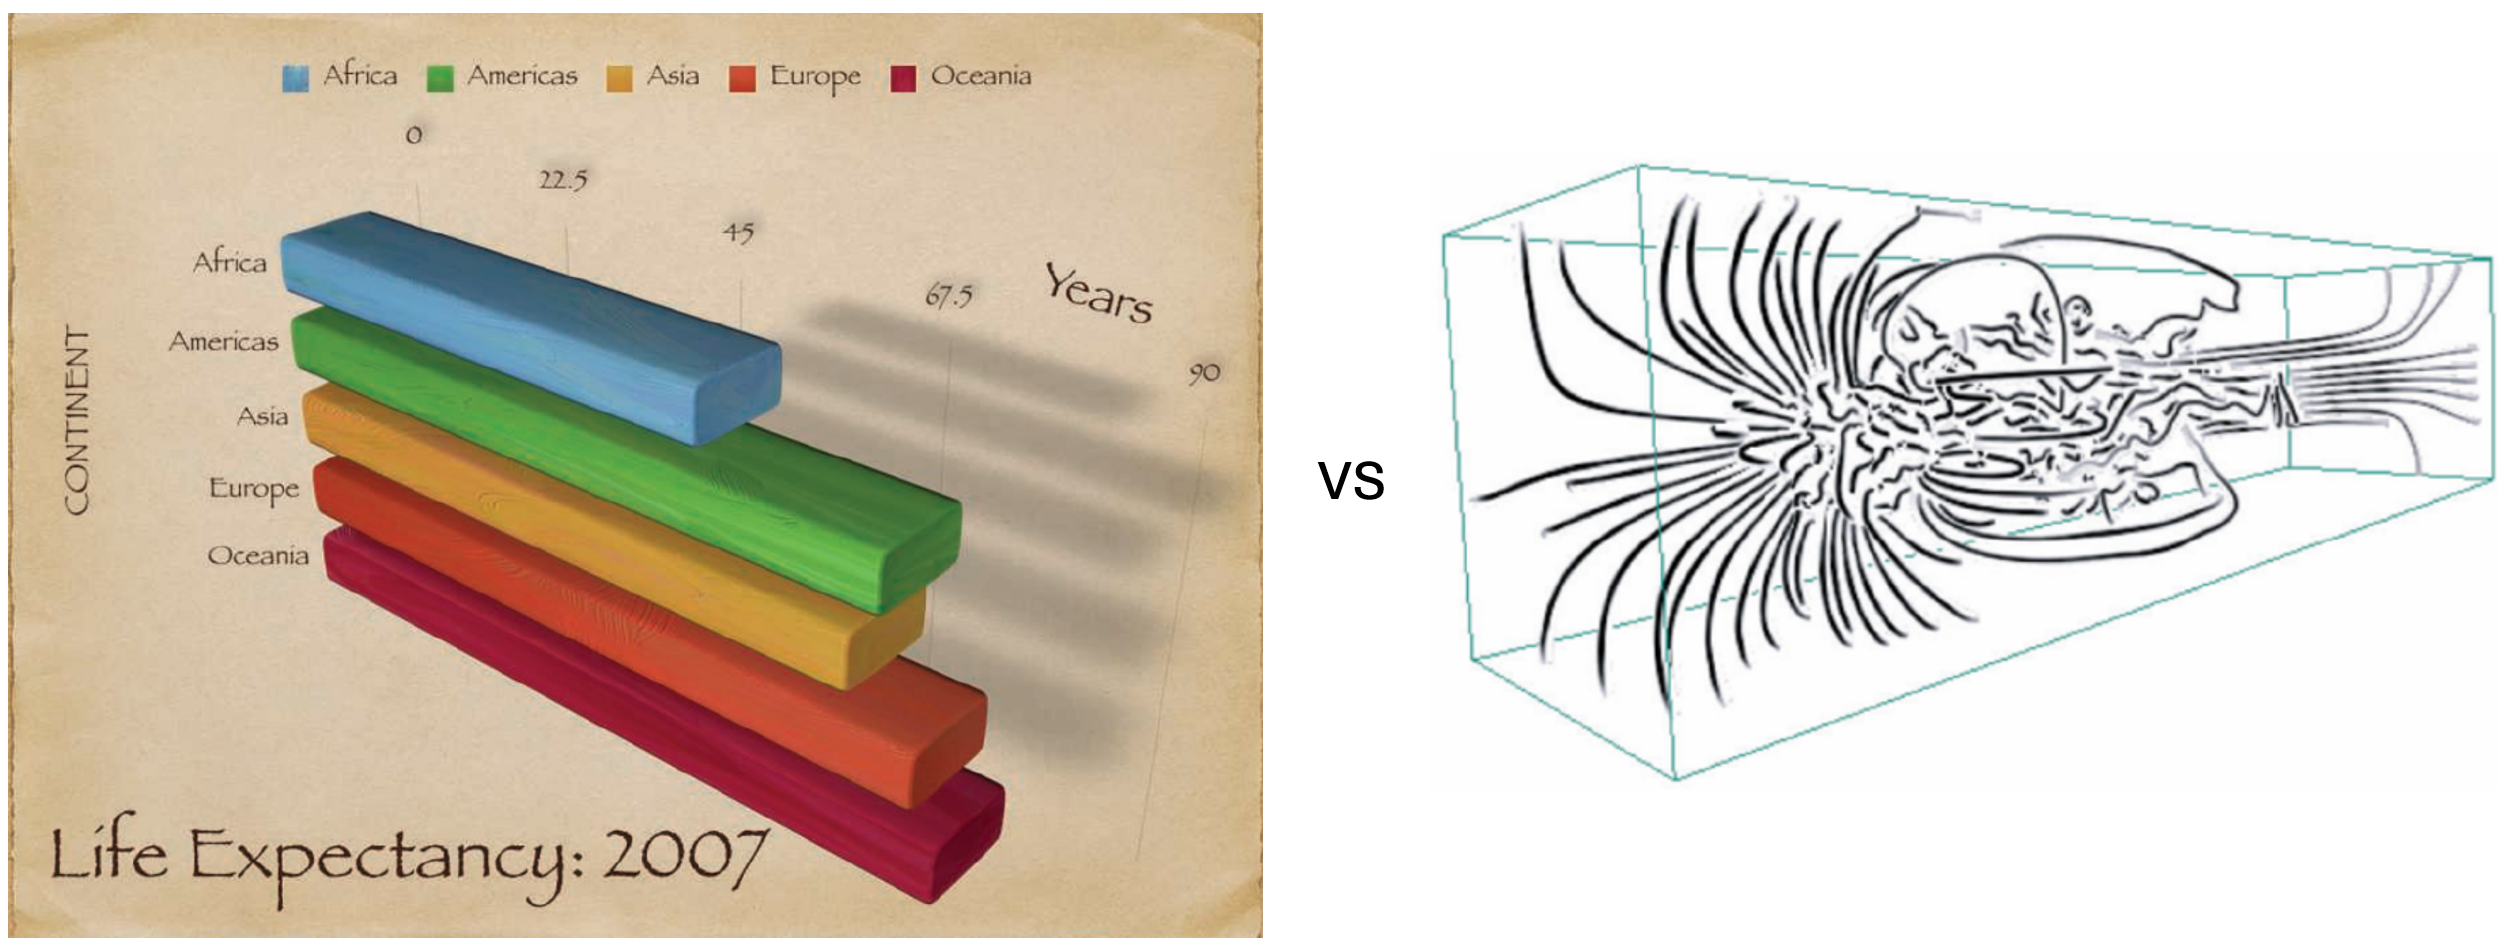 Africa Americas Asia Europe Oceania
0
22.5
45
67.5
90
Years
CONTINENT
Africa
Americas
Asia
Europe
Oceania
Life Expectancy: 2007
vs